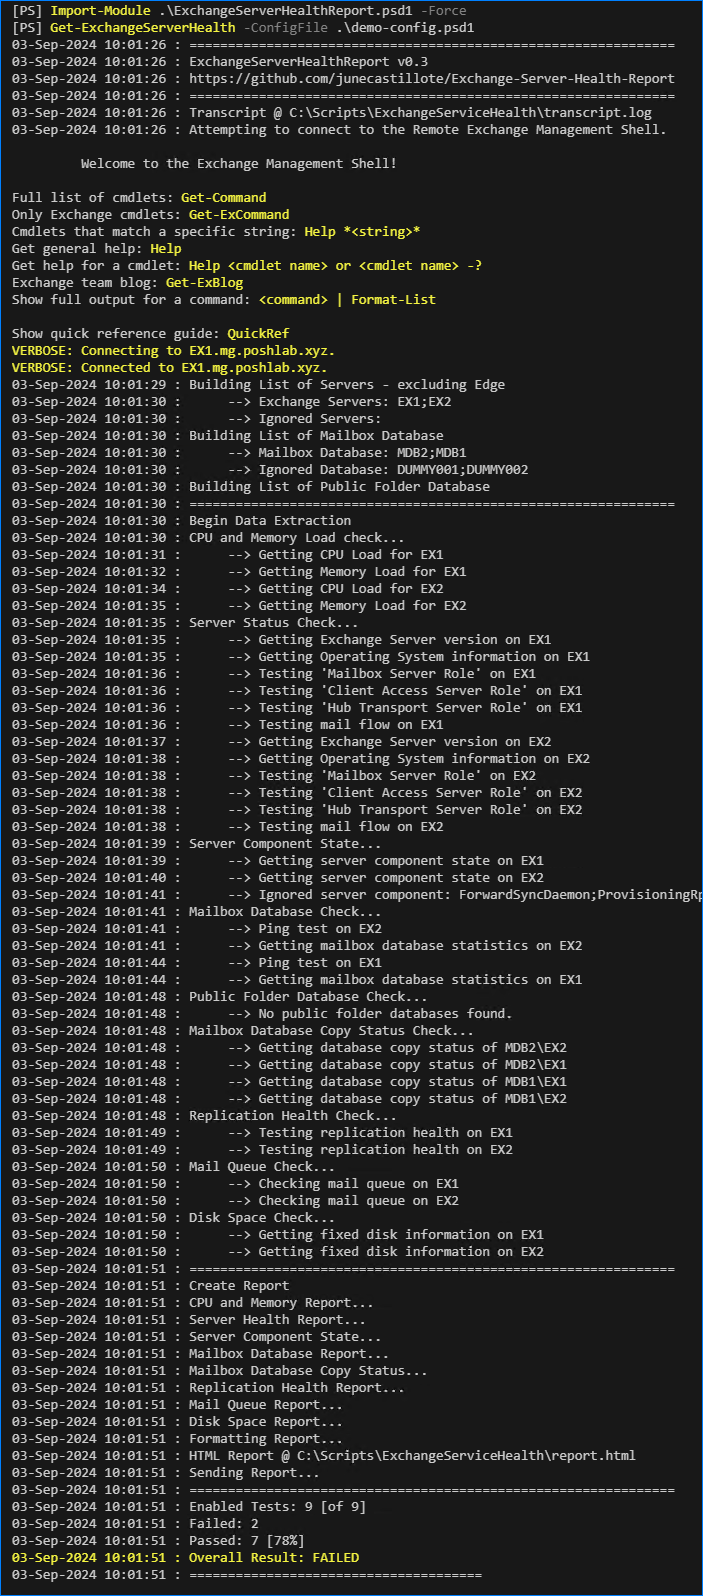 [PS] Import-Module .\ExchangeServerHealthReport.psd1 -Force
[PS] Get-ExchangeServerHealth -ConfigFile .\demo-config.psd1
03-Sep-2024 10:01:26 : ===============================================================
03-Sep-2024 10:01:26 : ExchangeServerHealthReport v0.3
03-Sep-2024 10:01:26 : https://github.com/junecastillote/Exchange-Server-Health-Report
03-Sep-2024 10:01:26 : ===============================================================
03-Sep-2024 10:01:26 : Transcript @ C:\Scripts\ExchangeServiceHealth\transcript.log
03-Sep-2024 10:01:26 : Attempting to connect to the Remote Exchange Management Shell.
Welcome to the Exchange Management Shell!
Full list of cmdlets: Get-Command
Only Exchange cmdlets: Get-ExCommand
Cmdlets that match a specific string: Help *<string>*
Get general help: Help
Get help for a cmdlet: Help <cmdlet name> or <cmdlet name> -?
Exchange team blog: Get-ExBlog
Show full output for a command: <command> | Format-List
Show quick reference guide: QuickRef
VERBOSE: Connecting to EX1.mg.poshlab.xyz.
VERBOSE: Connected to EX1.mg.poshlab.xyz.
03-Sep-2024 10:01:29 : Building List of Servers - excluding Edge
03-Sep-2024 10:01:30 :      --> Exchange Servers: EX1;EX2
03-Sep-2024 10:01:30 :      --> Ignored Servers:
03-Sep-2024 10:01:30 : Building List of Mailbox Database
03-Sep-2024 10:01:30 :      --> Mailbox Database: MDB2;MDB1
03-Sep-2024 10:01:30 :      --> Ignored Database: DUMMY001;DUMMY002
03-Sep-2024 10:01:30 : Building List of Public Folder Database
03-Sep-2024 10:01:30 : ===============================================================
03-Sep-2024 10:01:30 : Begin Data Extraction
03-Sep-2024 10:01:30 : CPU and Memory Load check...
03-Sep-2024 10:01:31 :      --> Getting CPU Load for EX1
03-Sep-2024 10:01:32 :      --> Getting Memory Load for EX1
03-Sep-2024 10:01:34 :      --> Getting CPU Load for EX2
03-Sep-2024 10:01:35 :      --> Getting Memory Load for EX2
03-Sep-2024 10:01:35 : Server Status Check...
03-Sep-2024 10:01:35 :      --> Getting Exchange Server version on EX1
03-Sep-2024 10:01:35 :      --> Getting Operating System information on EX1
03-Sep-2024 10:01:36 :      --> Testing 'Mailbox Server Role' on EX1
03-Sep-2024 10:01:36 :      --> Testing 'Client Access Server Role' on EX1
03-Sep-2024 10:01:36 :      --> Testing 'Hub Transport Server Role' on EX1
03-Sep-2024 10:01:36 :      --> Testing mail flow on EX1
03-Sep-2024 10:01:37 :      --> Getting Exchange Server version on EX2
03-Sep-2024 10:01:38 :      --> Getting Operating System information on EX2
03-Sep-2024 10:01:38 :      --> Testing 'Mailbox Server Role' on EX2
03-Sep-2024 10:01:38 :      --> Testing 'Client Access Server Role' on EX2
03-Sep-2024 10:01:38 :      --> Testing 'Hub Transport Server Role' on EX2
03-Sep-2024 10:01:38 :      --> Testing mail flow on EX2
03-Sep-2024 10:01:39 : Server Component State...
03-Sep-2024 10:01:39 :      --> Getting server component state on EX1
03-Sep-2024 10:01:40 :      --> Getting server component state on EX2
03-Sep-2024 10:01:41 :      --> Ignored server component: ForwardSyncDaemon;ProvisioningRp
03-Sep-2024 10:01:41 : Mailbox Database Check...
03-Sep-2024 10:01:41 :      --> Ping test on EX2
03-Sep-2024 10:01:41 :      --> Getting mailbox database statistics on EX2
03-Sep-2024 10:01:44 :      --> Ping test on EX1
03-Sep-2024 10:01:44 :      --> Getting mailbox database statistics on EX1
03-Sep-2024 10:01:48 : Public Folder Database Check...
03-Sep-2024 10:01:48 :      --> No public folder databases found.
03-Sep-2024 10:01:48 : Mailbox Database Copy Status Check...
03-Sep-2024 10:01:48 :      --> Getting database copy status of MDB2\EX2
03-Sep-2024 10:01:48 :      --> Getting database copy status of MDB2\EX1
03-Sep-2024 10:01:48 :      --> Getting database copy status of MDB1\EX1
03-Sep-2024 10:01:48 :      --> Getting database copy status of MDB1\EX2
03-Sep-2024 10:01:48 : Replication Health Check...
03-Sep-2024 10:01:49 :      --> Testing replication health on EX1
03-Sep-2024 10:01:49 :      --> Testing replication health on EX2
03-Sep-2024 10:01:50 : Mail Queue Check...
03-Sep-2024 10:01:50 :      --> Checking mail queue on EX1
03-Sep-2024 10:01:50 :      --> Checking mail queue on EX2
03-Sep-2024 10:01:50 : Disk Space Check...
03-Sep-2024 10:01:50 :      --> Getting fixed disk information on EX1
03-Sep-2024 10:01:50 :      --> Getting fixed disk information on EX2
03-Sep-2024 10:01:51 : ===============================================================
03-Sep-2024 10:01:51 : Create Report
03-Sep-2024 10:01:51 : CPU and Memory Report...
03-Sep-2024 10:01:51 : Server Health Report...
03-Sep-2024 10:01:51 : Server Component State...
03-Sep-2024 10:01:51 : Mailbox Database Report...
03-Sep-2024 10:01:51 : Mailbox Database Copy Status...
03-Sep-2024 10:01:51 : Replication Health Report...
03-Sep-2024 10:01:51 : Mail Queue Report...
03-Sep-2024 10:01:51 : Disk Space Report...
03-Sep-2024 10:01:51 : Formatting Report...
03-Sep-2024 10:01:51 : HTML Report @ C:\Scripts\ExchangeServiceHealth\report.html
03-Sep-2024 10:01:51 : Sending Report...
03-Sep-2024 10:01:51 : ===============================================================
03-Sep-2024 10:01:51 : Enabled Tests: 9 [of 9]
03-Sep-2024 10:01:51 : Failed: 2
03-Sep-2024 10:01:51 : Passed: 7 [78%]
03-Sep-2024 10:01:51 : Overall Result: FAILED
03-Sep-2024 10:01:51 : ======================================